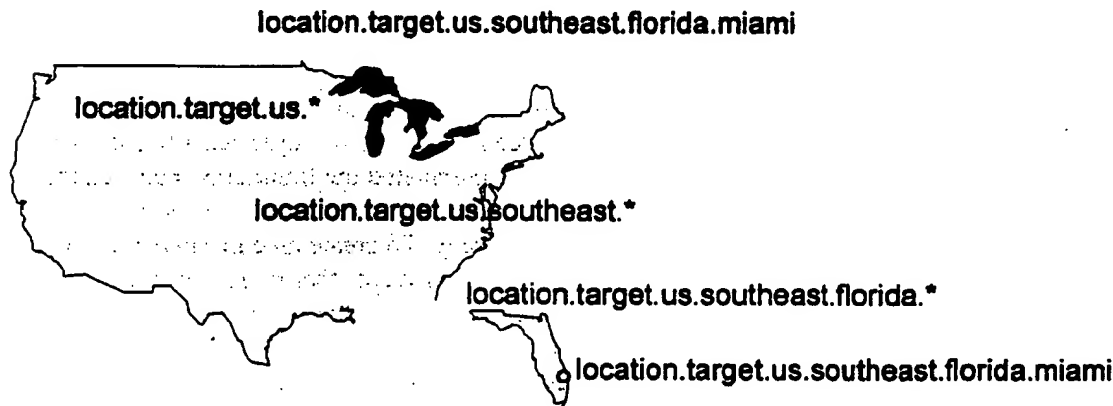 location.target.us.southeast.florida.miami
location.target.us.*
location.target.us.southeast.*
location.target.us.southeast.florida.*
location.target.us.southeast.florida.miami